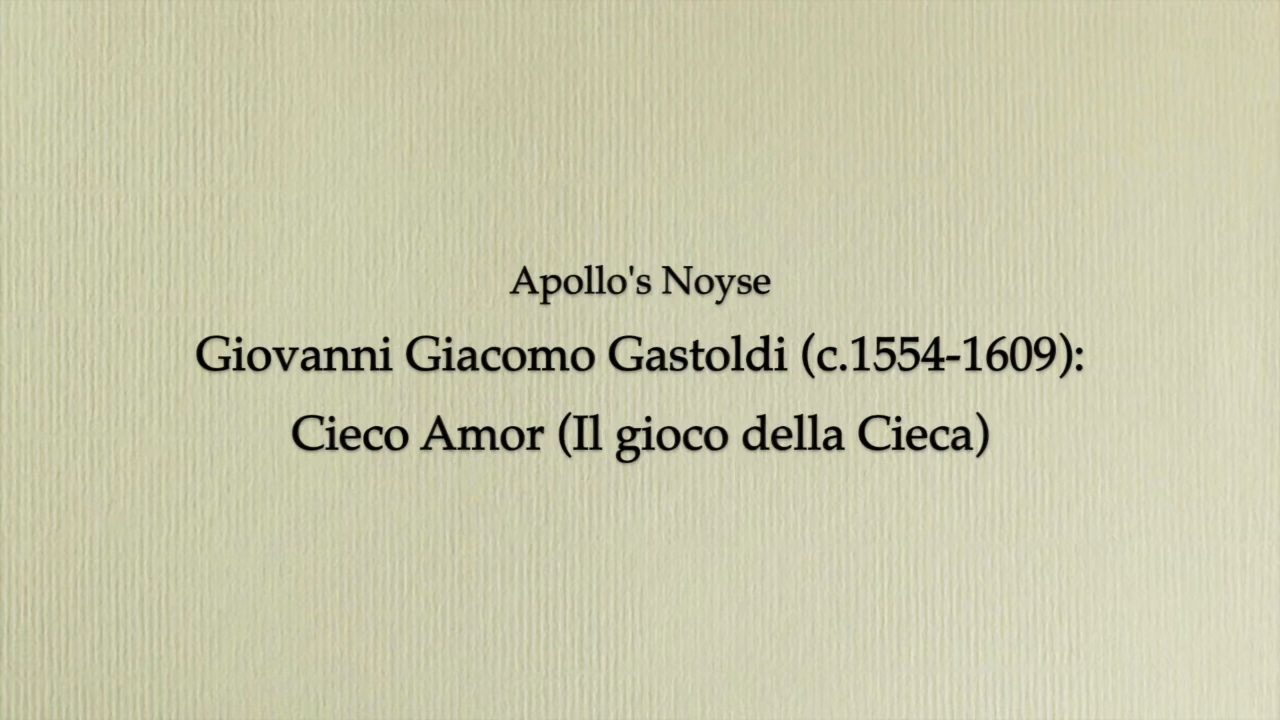 Apollo's Noyse
Giovanni Giacomo Gastoldi (c.1554-1609):
Cieco Amor (Il gioco della Cieca)